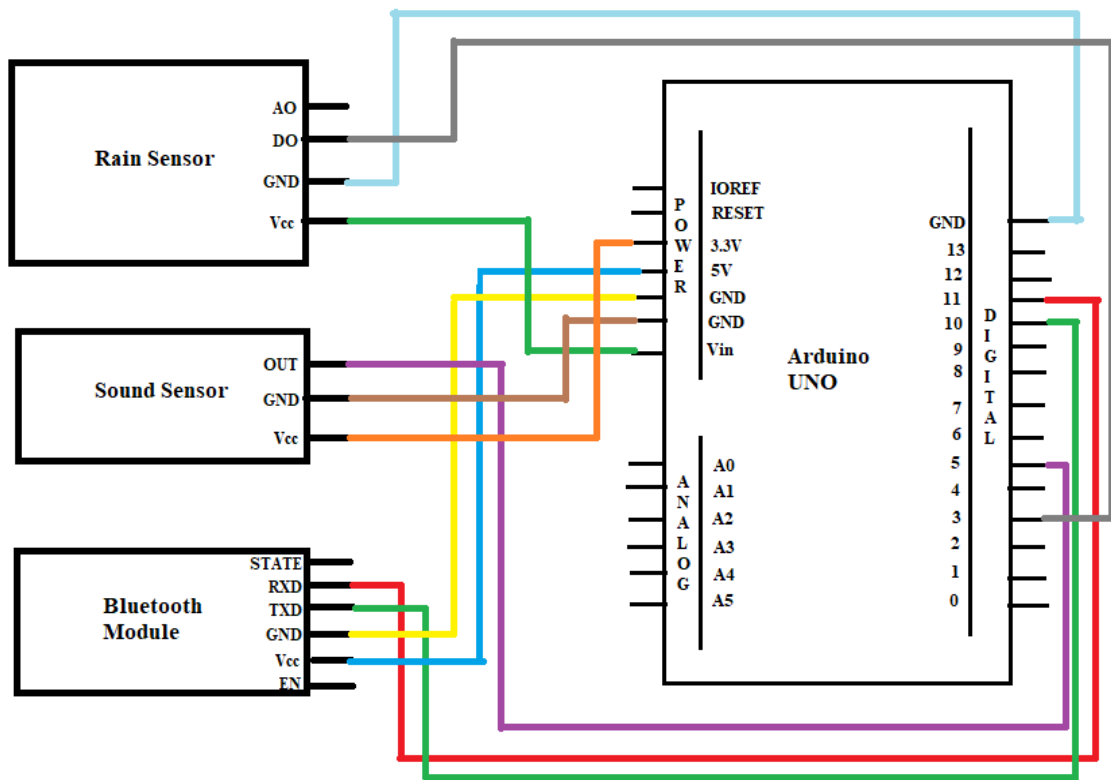 AO
DO
Rain Sensor
GND
Vcc
OUT
Sound Sensor
GND
Vcc
STATE
RXD
Bluetooth
Module
TXD
GND
Vcc
EN
POWER
IOREF
RESET
3.3V
5V
GND
GND
Vin
ANALOG
A0
A1
A2
A3
A4
A5
Arduino
UNO
GND
13
12
11
10
9
8
7
6
5
4
3
2
1
0
DIGITAL